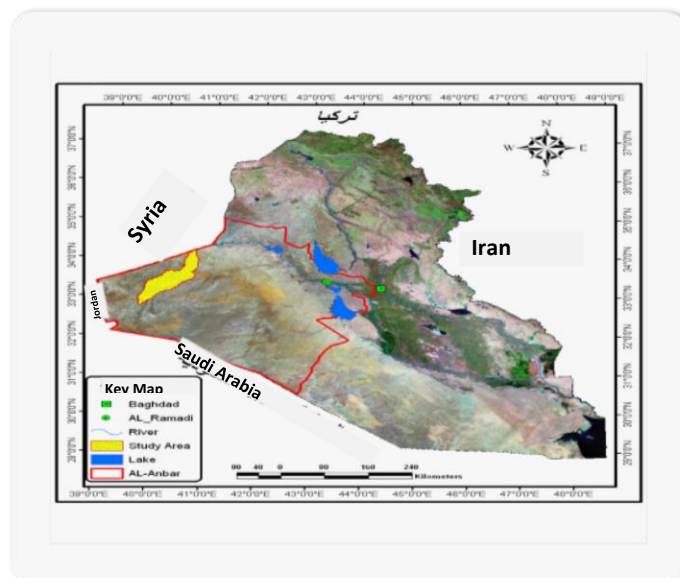 39°0'0"E 40°0'0"E 41°0'0"E 42°0'0"E 43°0'0"E 44°0'0"E 45°0'0"E 46°0'0"E 47°0'0"E 48°0'0"E 49°0'0"E
تركيا
N
W E
S
Syria
Iran
Jordan
Saudi Arabia
Key Map
Baghdad
AL_Ramadi
River
Study Area
Lake
AL-Anbar
80 40 0 80 160 240
Kilometers
38°0'0"E 39°0'0"E 40°0'0"E 41°0'0"E 42°0'0"E 43°0'0"E 44°0'0"E 45°0'0"E 46°0'0"E 47°0'0"E 48°0'0"E